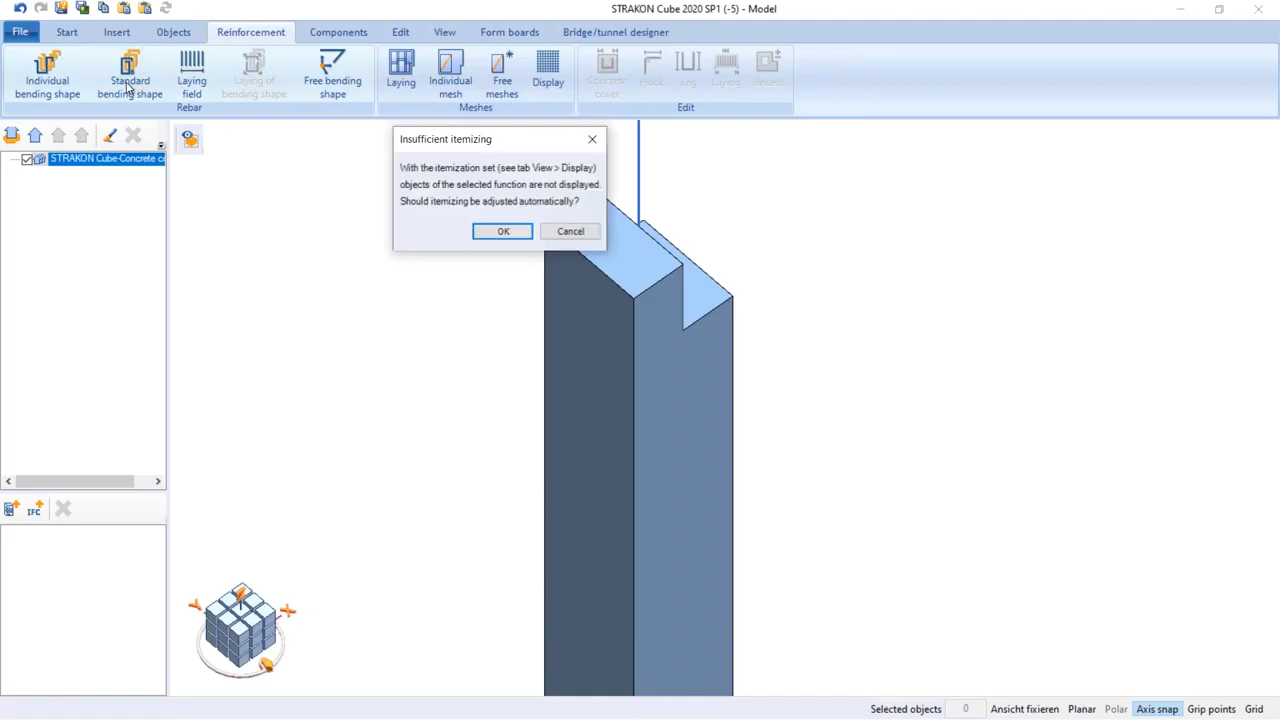 STRAKON Cube 2020 SP1 (-5) - Model
File Start Insert Objects Reinforcement Components Edit View Form boards Bridge/tunnel designer
Individual bending shape
Standard bending shape
Laying field
Laying of bending shape
Free bending shape
Laying
Individual mesh
Free meshes
Display
Concrete cover
Hook
Leg
Laying
Recess
Rebar Meshes Edit
STRAKON Cube-Concrete co
Insufficient itemizing
With the itemization set (see tab View > Display)
objects of the selected function are not displayed.
Should itemizing be adjusted automatically?
OK Cancel
IFC
Selected objects 0 Ansicht fixieren Planar Polar Axis snap Grip points Grid